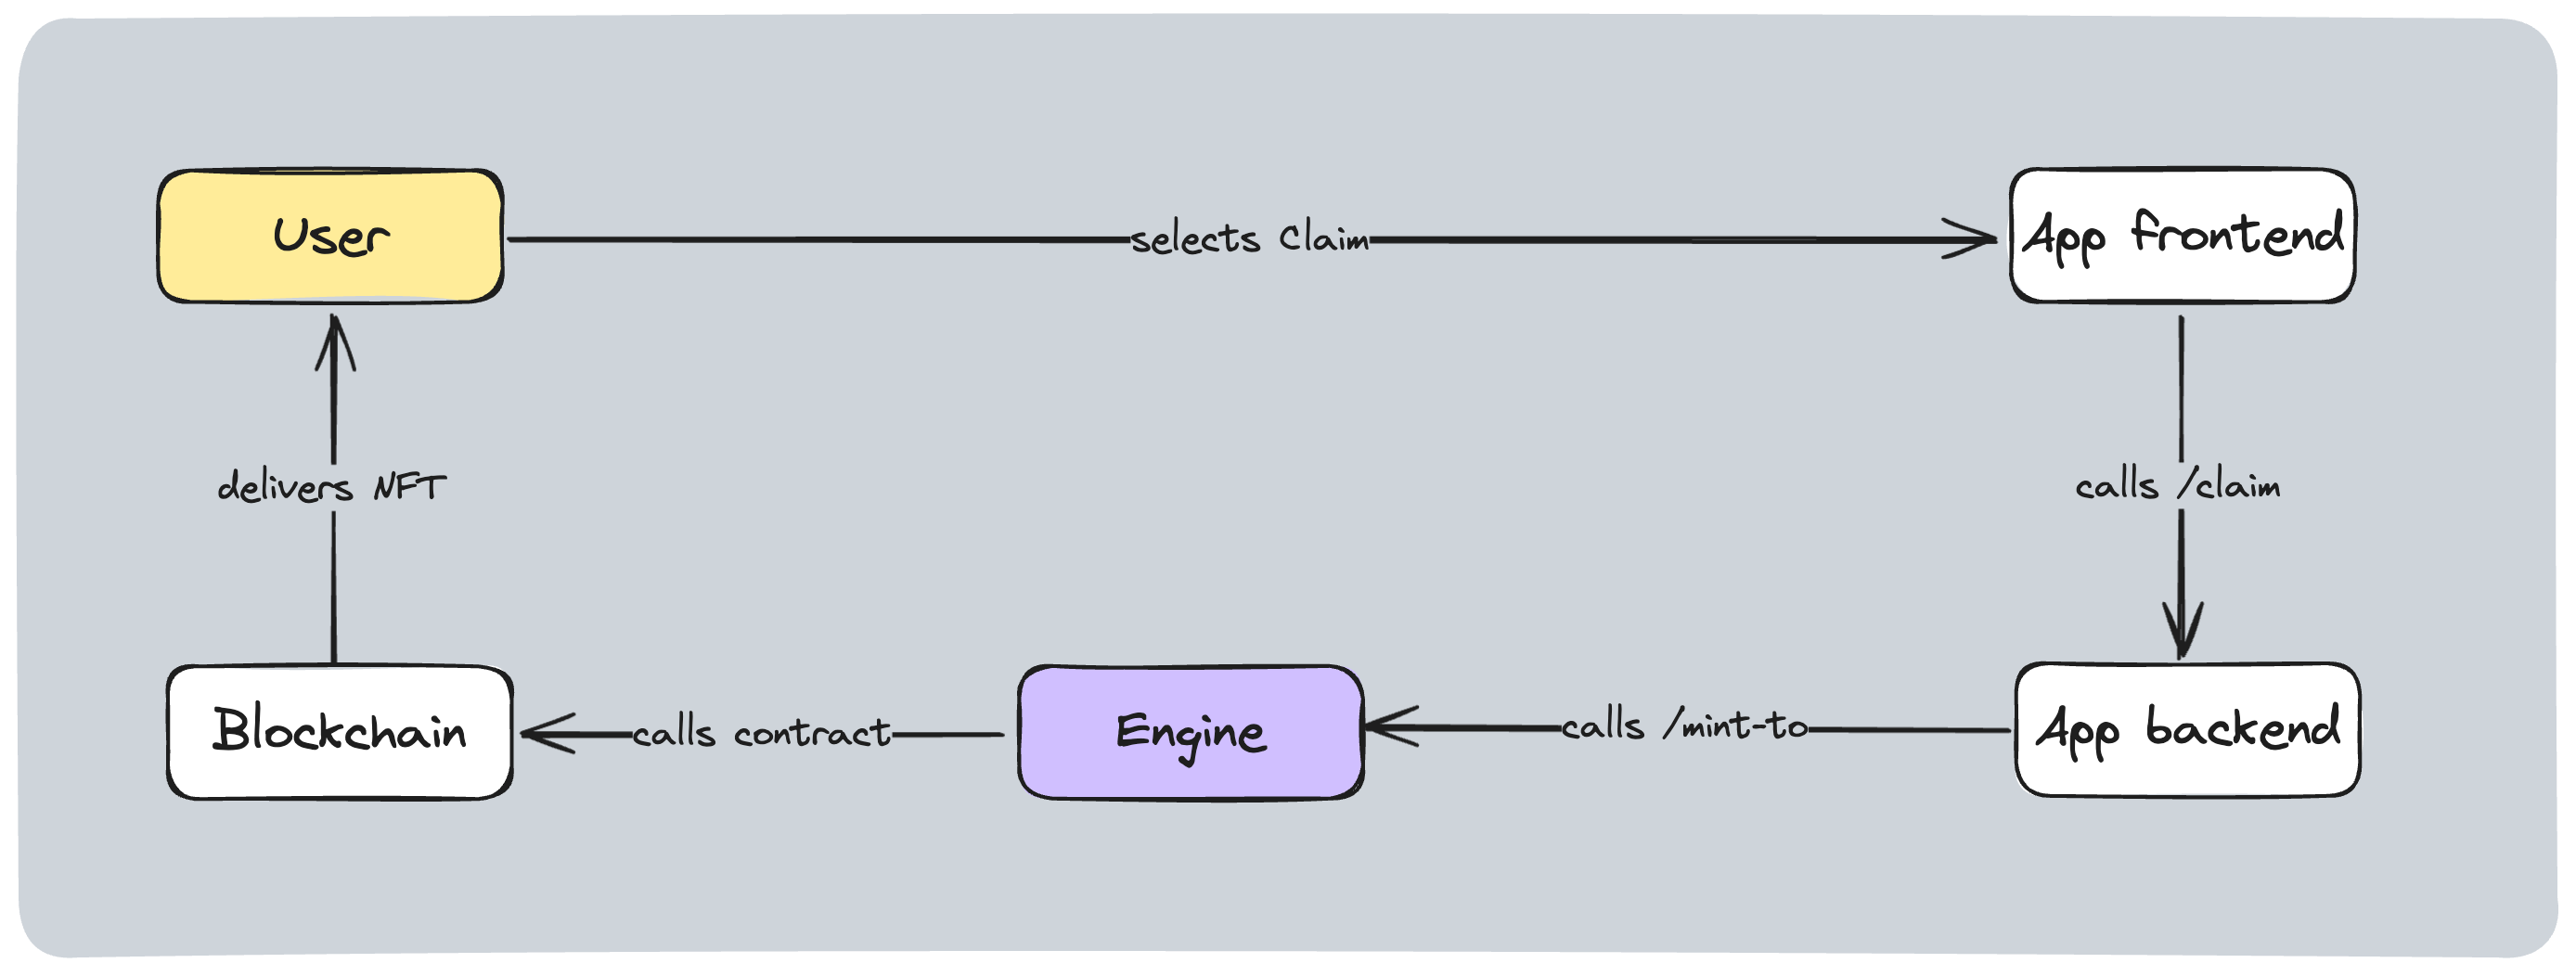 User
selects Claim
App frontend
delivers NFT
calls /claim
Blockchain
calls contract
Engine
calls /mint-to
App backend